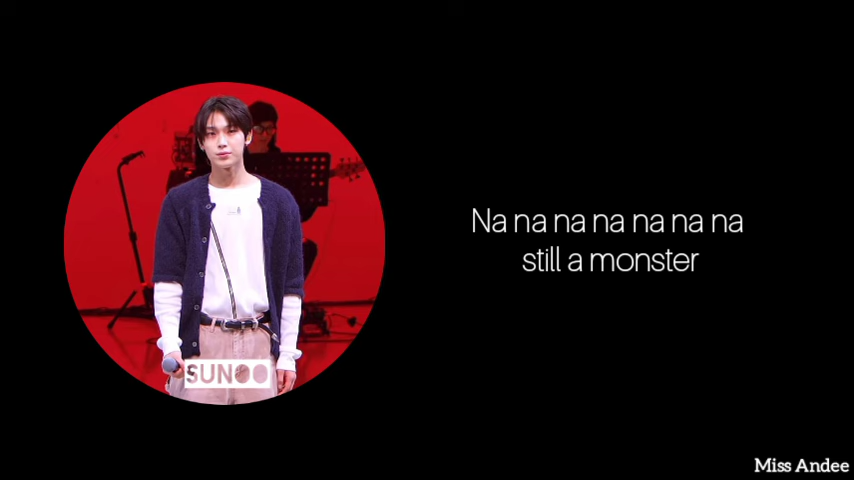 SUNOO
Na na na na na na na
still a monster
Miss Andee